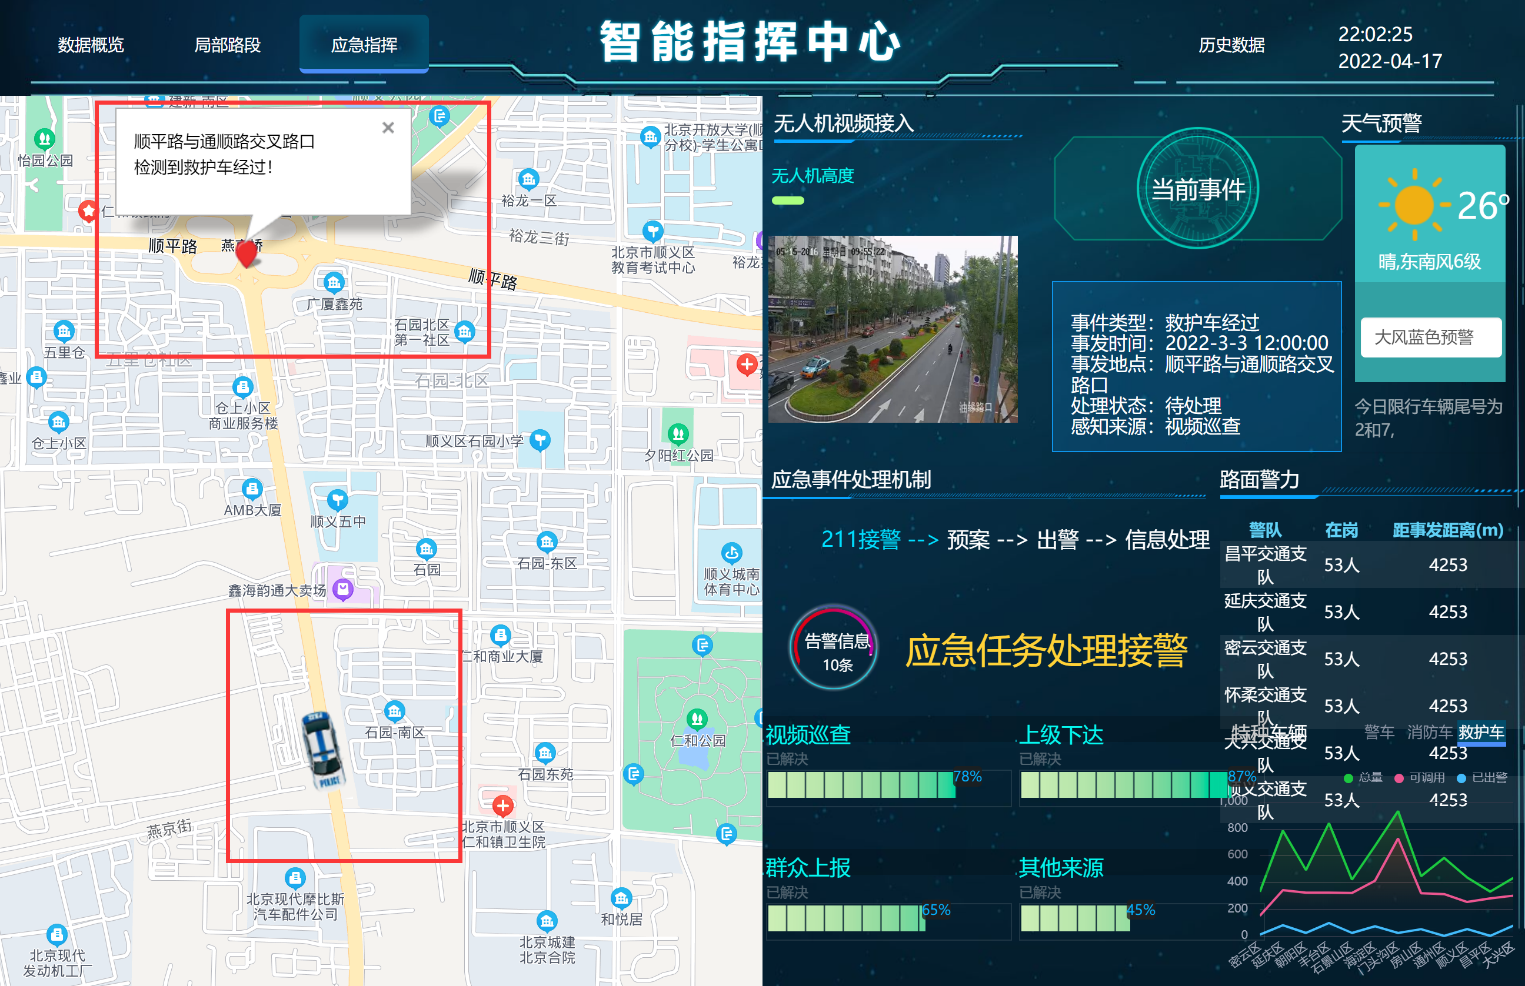 数据概览
局部路段
应急指挥
智能指挥中心
历史数据
22:02:25
2022-04-17
顺平路与通顺路交叉路口
检测到救护车经过!
×
怡园公园
顺平路
顺平路
裕龙一区
裕龙三街
北京开放大学(顺
分校)-学生公寓
北京市顺义区
教育考试中心
裕龙
广厦鑫苑
石园北区
第一社区
五里仓
五里仓社区
石园-北区
鑫业
仓上小区
仓上小区
商业服务楼
顺义区石园小学
夕阳红公园
AMB大厦
顺义五中
石园
石园-东区
顺义城南
体育中心
鑫海韵通大卖场
仁和商业大厦
石园-南区
仁和公园
POLICE
石园东苑
北京市顺义区
仁和镇卫生院
燕京街
北京现代摩比斯
汽车配件公司
和悦居
北京现代
发动机工厂
北京城建
北京合院
无人机视频接入
无人机高度
油绦路口
当前事件
事件类型：救护车经过
事发时间：2022-3-3 12:00:00
事发地点：顺平路与通顺路交叉
路口
处理状态：待处理
感知来源：视频巡查
天气预警
26°
晴,东南风6级
大风蓝色预警
今日限行车辆尾号为
2和7,
应急事件处理机制
211接警 --> 预案 --> 出警 --> 信息处理
告警信息
10条
应急任务处理接警
视频巡查
已解决
78%
上级下达
已解决
87%
群众上报
已解决
65%
其他来源
已解决
45%
路面警力
警队 在岗 距事发距离(m)
昌平交通支
队
53人 4253
延庆交通支
队
53人 4253
密云交通支
队
53人 4253
怀柔交通支
队
53人 4253
特种车辆
警车 消防车 救护车
大兴交通支
队
53人 4253
总量 可调用 已出警
顺义交通支
队
53人 4253
1,000
800
600
400
200
0
密云区
延庆区
朝阳区
丰台区
石景山区
海淀区
门头沟区
房山区
通州区
顺义区
昌平区
大兴区